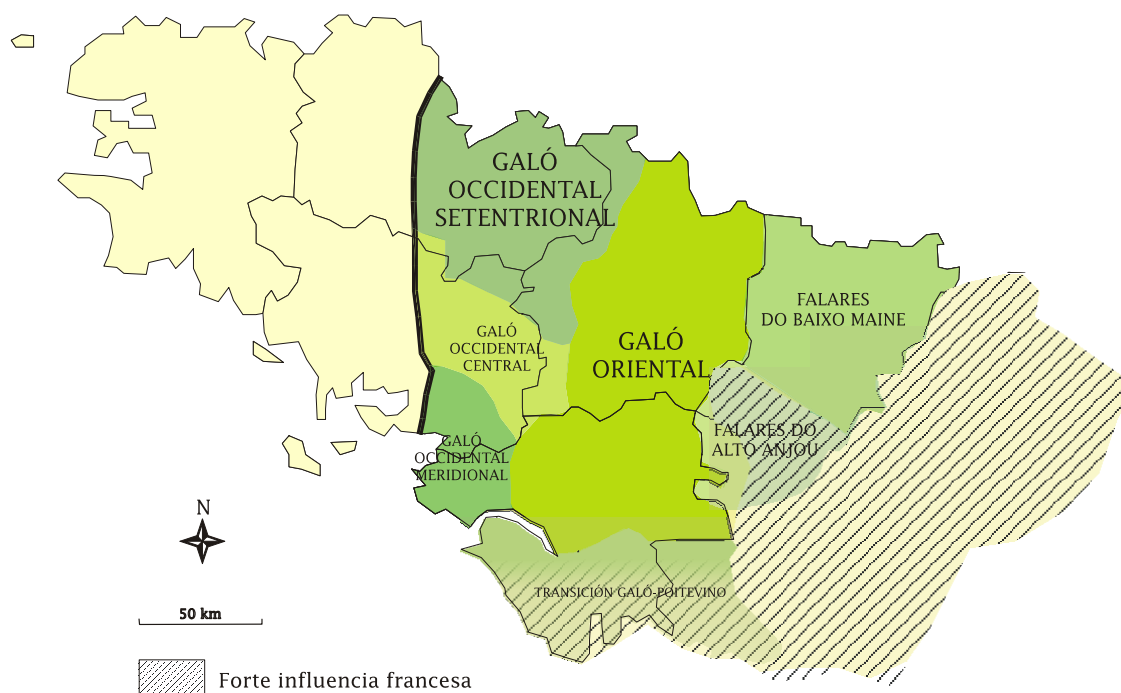 GALÓ
OCCIDENTAL
SETENTRIONAL
FALARES
DO BAIXO MAINE
GALÓ
OCCIDENTAL
CENTRAL
GALÓ
ORIENTAL
FALARES DO
ALTO ANJOU
GALÓ
OCCIDENTAL
MERIDIONAL
N
TRANSICIÓN GALÓ-POITEVINO
50 km
Forte influencia francesa